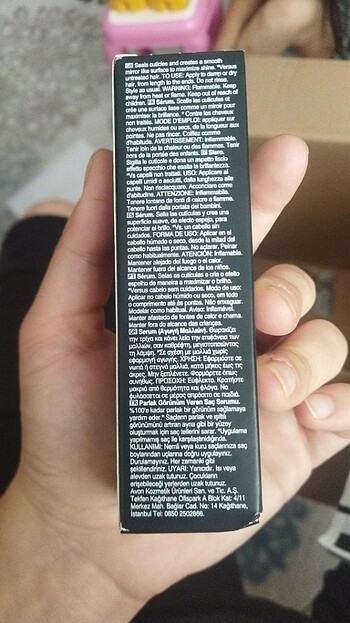 Seals cuticles and creates a smooth
mirror like surface to maximize shine. *Versus
untreated hair. TO USE: Apply to damp or dry
hair, from length to the ends. Do not rinse.
Style as usual. WARNING: Flammable. Keep
away from heat or flame. Keep out of reach of
children. FR Sérum. Scelle les cuticules et
crée une surface lisse comme un miroir pour
maximiser la brillance. * Contre les cheveux
non traités. MODE D'EMPLOI: appliquer sur
cheveux humides ou secs, de la longueur aux
pointes. Ne pas rincer. Coiffez comme
d'habitude. AVERTISSEMENT: Inflammable.
Tenir loin de la chaleur ou des flammes. Tenir
hors de la portée des enfants. IT Siero.
Sigilla le cuticole e dona un aspetto liscio
effetto specchio che esalta la brillantezza.
*Vs capelli non trattati. USO: Applicare ai
capelli umidi o asciutti, dalla lunghezza alle
punte. Non risciacquare. Acconciare come
d'abitudine. ATTENZIONE: Infiammabile.
Tenere lontano da fonti di calore e fiamme.
Tenere fuori dalla portata dei bambini.
ES Sérum. Sella las cutículas y crea una
superficie suave, de efecto espejo, para
potenciar el brillo. *Vs. un cabello sin
cuidados. FORMA DE USO: Aplicar en el
cabello húmedo o seco, desde la mitad del
cabello hasta las puntas. No aclarar. Peinar
como habitualmente. ATENCIÓN: Inflamable.
Mantener alejado del fuego o el calor.
Mantener fuera del alcance de los niños.
PT Sérum. Selas as cutículas e cria o efeito
espelho de maneira a maximizar o brilho.
*Versus cabelo sem cuidados. Modo de uso:
Aplicar no cabelo húmido ou seco, em todo
o comprimento até às pontas. Não enxaguar.
Modelar como habitual. Aviso: Inflamável.
Manter afastado de fontes de calor e chama.
Manter fora do alcance das crianças.
GR Serum (Αγωγή Μαλλιών). Θωρακίζει
την τρίχα και κάνει λεία την επιφάνεια των
μαλλιών, σαν καθρέφτη, μεγιστοποιώντας
τη λάμψη. *Σε σχέση με μαλλιά χωρίς
εφαρμογή αγωγής. ΧΡΗΣΗ: Εφαρμόστε σε
νωπά ή στεγνά μαλλιά, κατά μήκος έως τις
άκρες. Μην ξεπλένετε. Φορμάρετε όπως
συνήθως. ΠΡΟΣΟΧΗ: Εύφλεκτο. Κρατήστε
μακριά από θερμότητα και φλόγα. Να
φυλάσσεται σε μέρος απρόσιτο σε παιδιά.
TR Parlak Görünüm Veren Saç Serumu.
%100'e kadar parlak bir görünüm sağlamaya
yardım eder.* Saçların parlak ve ışıltılı
görünümünü artıran ayna gibi bir yüzey
oluşturmak için saç tellerini sarar. *Uygulama
yapılmamış saç ile karşılaştırıldığında.
KULLANIMI: Nemli veya kuru saçlarınıza saç
boylarından uçlarına doğru uygulayın.
Durulamayınız. Her zamanki gibi
şekillendiriniz. UYARI: Yanıcıdır. Isı veya
alevden uzak tutunuz. Çocukların
erişebileceği yerlerden uzak tutunuz.
Avon Kozmetik Ürünleri San. ve Tic. A.Ş.
Tekfen Kağıthane Ofispark A Blok Kat: 4/11
Merkez Mah. Bağlar Cad. No: 14 Kağıthane,
İstanbul Tel: 0850 2502866.